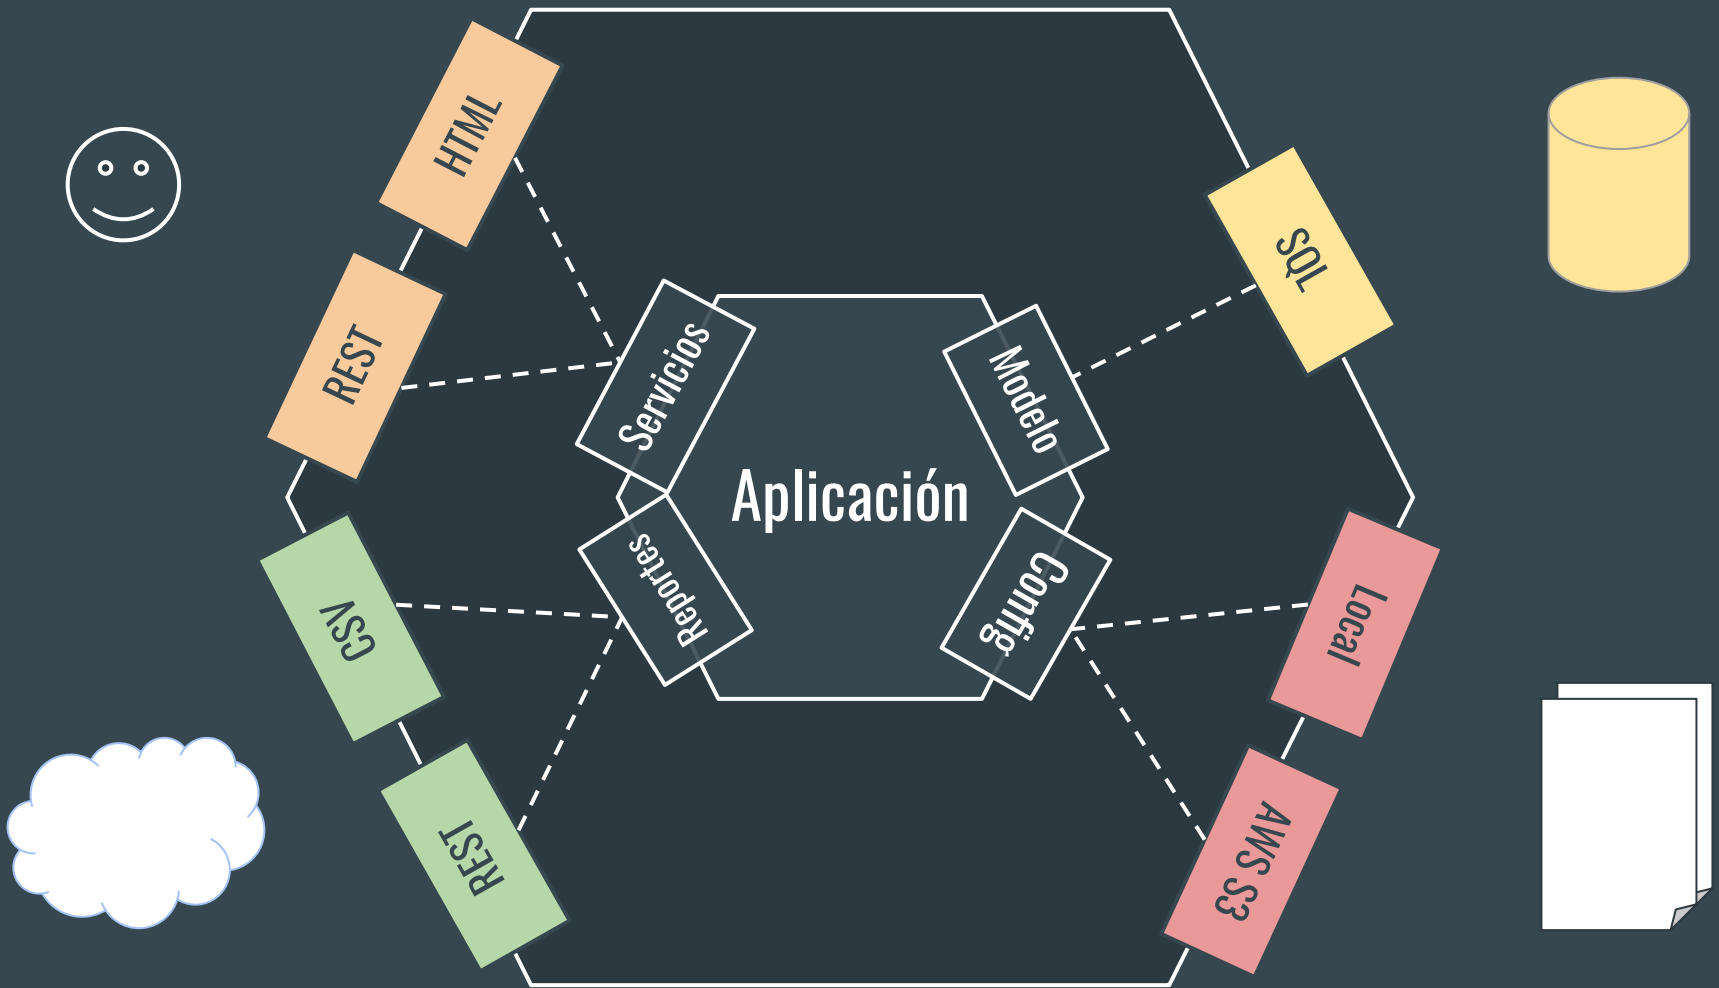 HTML
REST
SQL
Servicios
Modelo
Aplicación
Reportes
Config
CSV
Local
REST
AWS S3